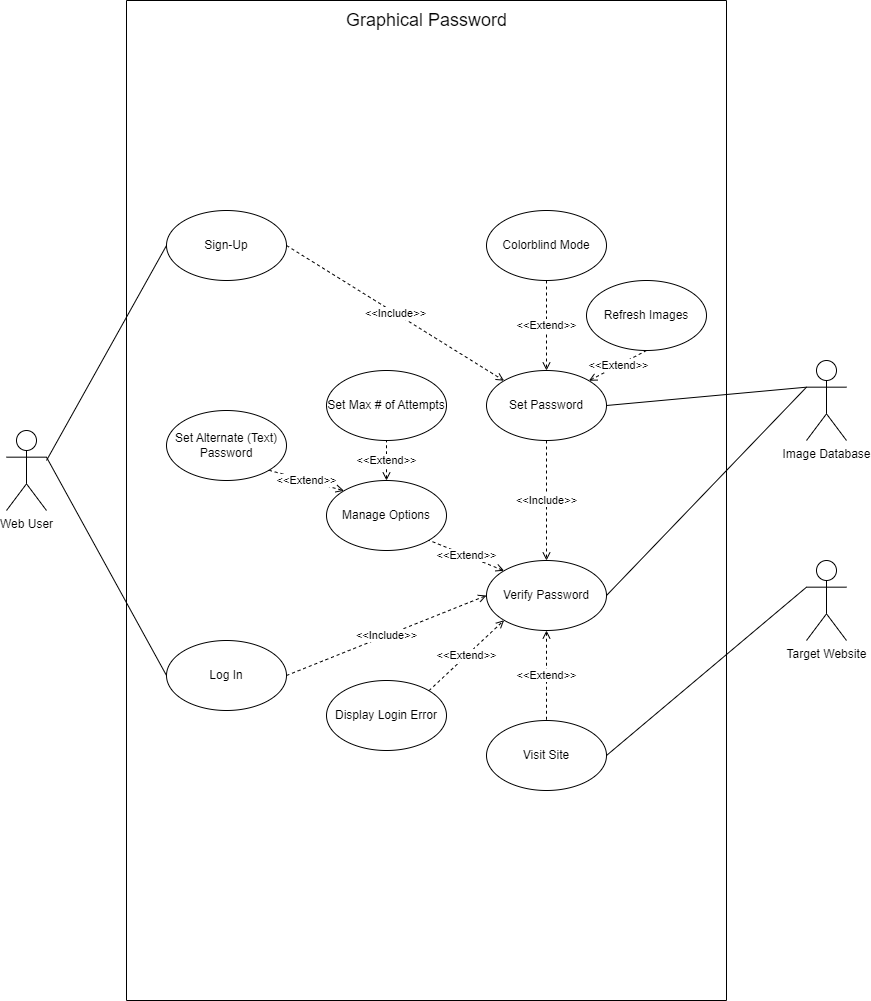 Graphical Password
Sign-Up
Colorblind Mode
<<Include>>
<<Extend>>
Refresh Images
<<Extend>>
Set Max # of Attempts
Set Password
Set Alternate (Text)
Password
<<Extend>>
<<Extend>>
Image Database
Manage Options
<<Include>>
Web User
<<Extend>>
Verify Password
<<Include>>
<<Extend>>
Target Website
Log In
<<Extend>>
Display Login Error
Visit Site